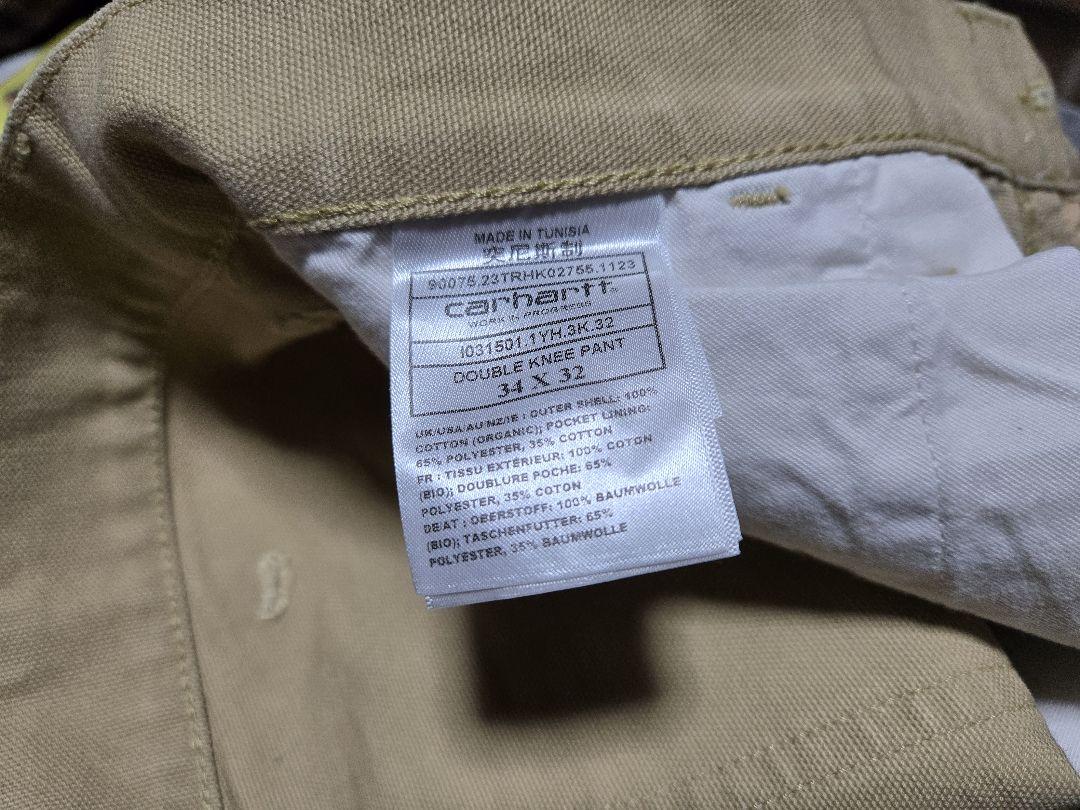 MADE IN TUNISIA
突尼斯制
90075.23TRHK02755.1123
carhartt
WORK IN PROGRESS
I031501.1YH.3K.32
DOUBLE KNEE PANT
34 X 32
UK/USA/AU/NZ/IE : OUTER SHELL: 100%
COTTON (ORGANIC); POCKET LINING:
65% POLYESTER, 35% COTTON
FR : TISSU EXTÉRIEUR: 100% COTON
(BIO); DOUBLURE POCHE: 65%
POLYESTER, 35% COTON
DE/AT : OBERSTOFF: 100% BAUMWOLLE
(BIO); TASCHENFUTTER: 65%
POLYESTER, 35% BAUMWOLLE